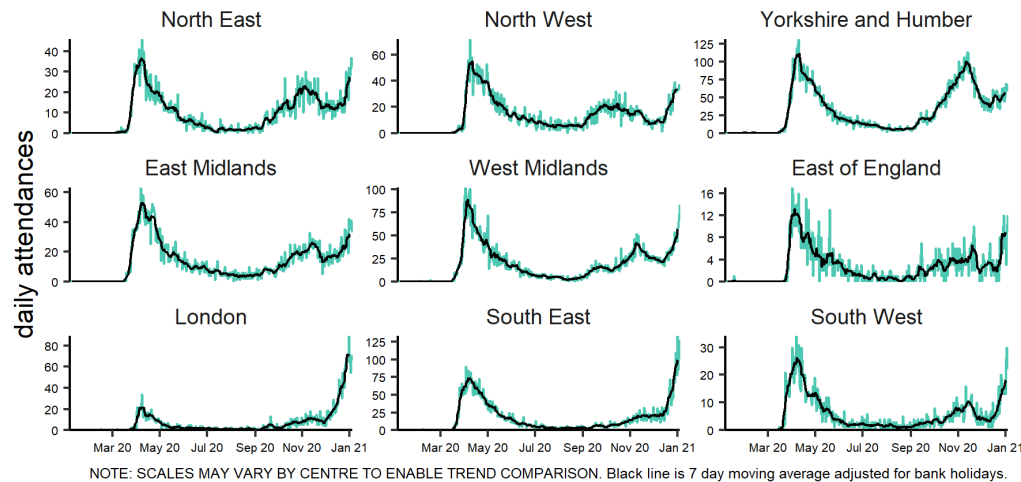 North East North West Yorkshire and Humber
40 30 20 10 0
60 40 20 0
125 100 75 50 25 0
East Midlands West Midlands East of England
60 40 20 0
100 75 50 25 0
16 12 8 4 0
London South East South West
80 60 40 20 0
125 100 75 50 25 0
30 20 10 0
daily attendances
Mar 20 May 20 Jul 20 Sep 20 Nov 20 Jan 21 Mar 20 May 20 Jul 20 Sep 20 Nov 20 Jan 21 Mar 20 May 20 Jul 20 Sep 20 Nov 20 Jan 21
NOTE: SCALES MAY VARY BY CENTRE TO ENABLE TREND COMPARISON. Black line is 7 day moving average adjusted for bank holidays.